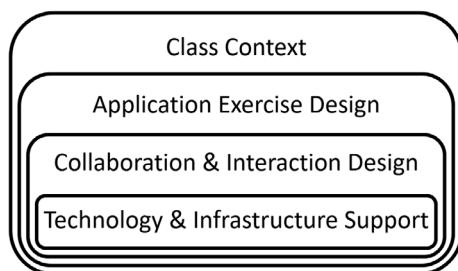 Class Context
Application Exercise Design
Collaboration & Interaction Design
Technology & Infrastructure Support